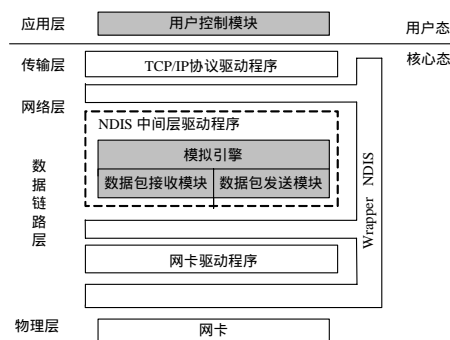 应用层
用户控制模块
用户态
核心态
传输层
TCP/IP协议驱动程序
网络层
NDIS 中间层驱动程序
模拟引擎
数据包接收模块
数据包发送模块
数据链路层
Wrapper NDIS
网卡驱动程序
物理层
网卡